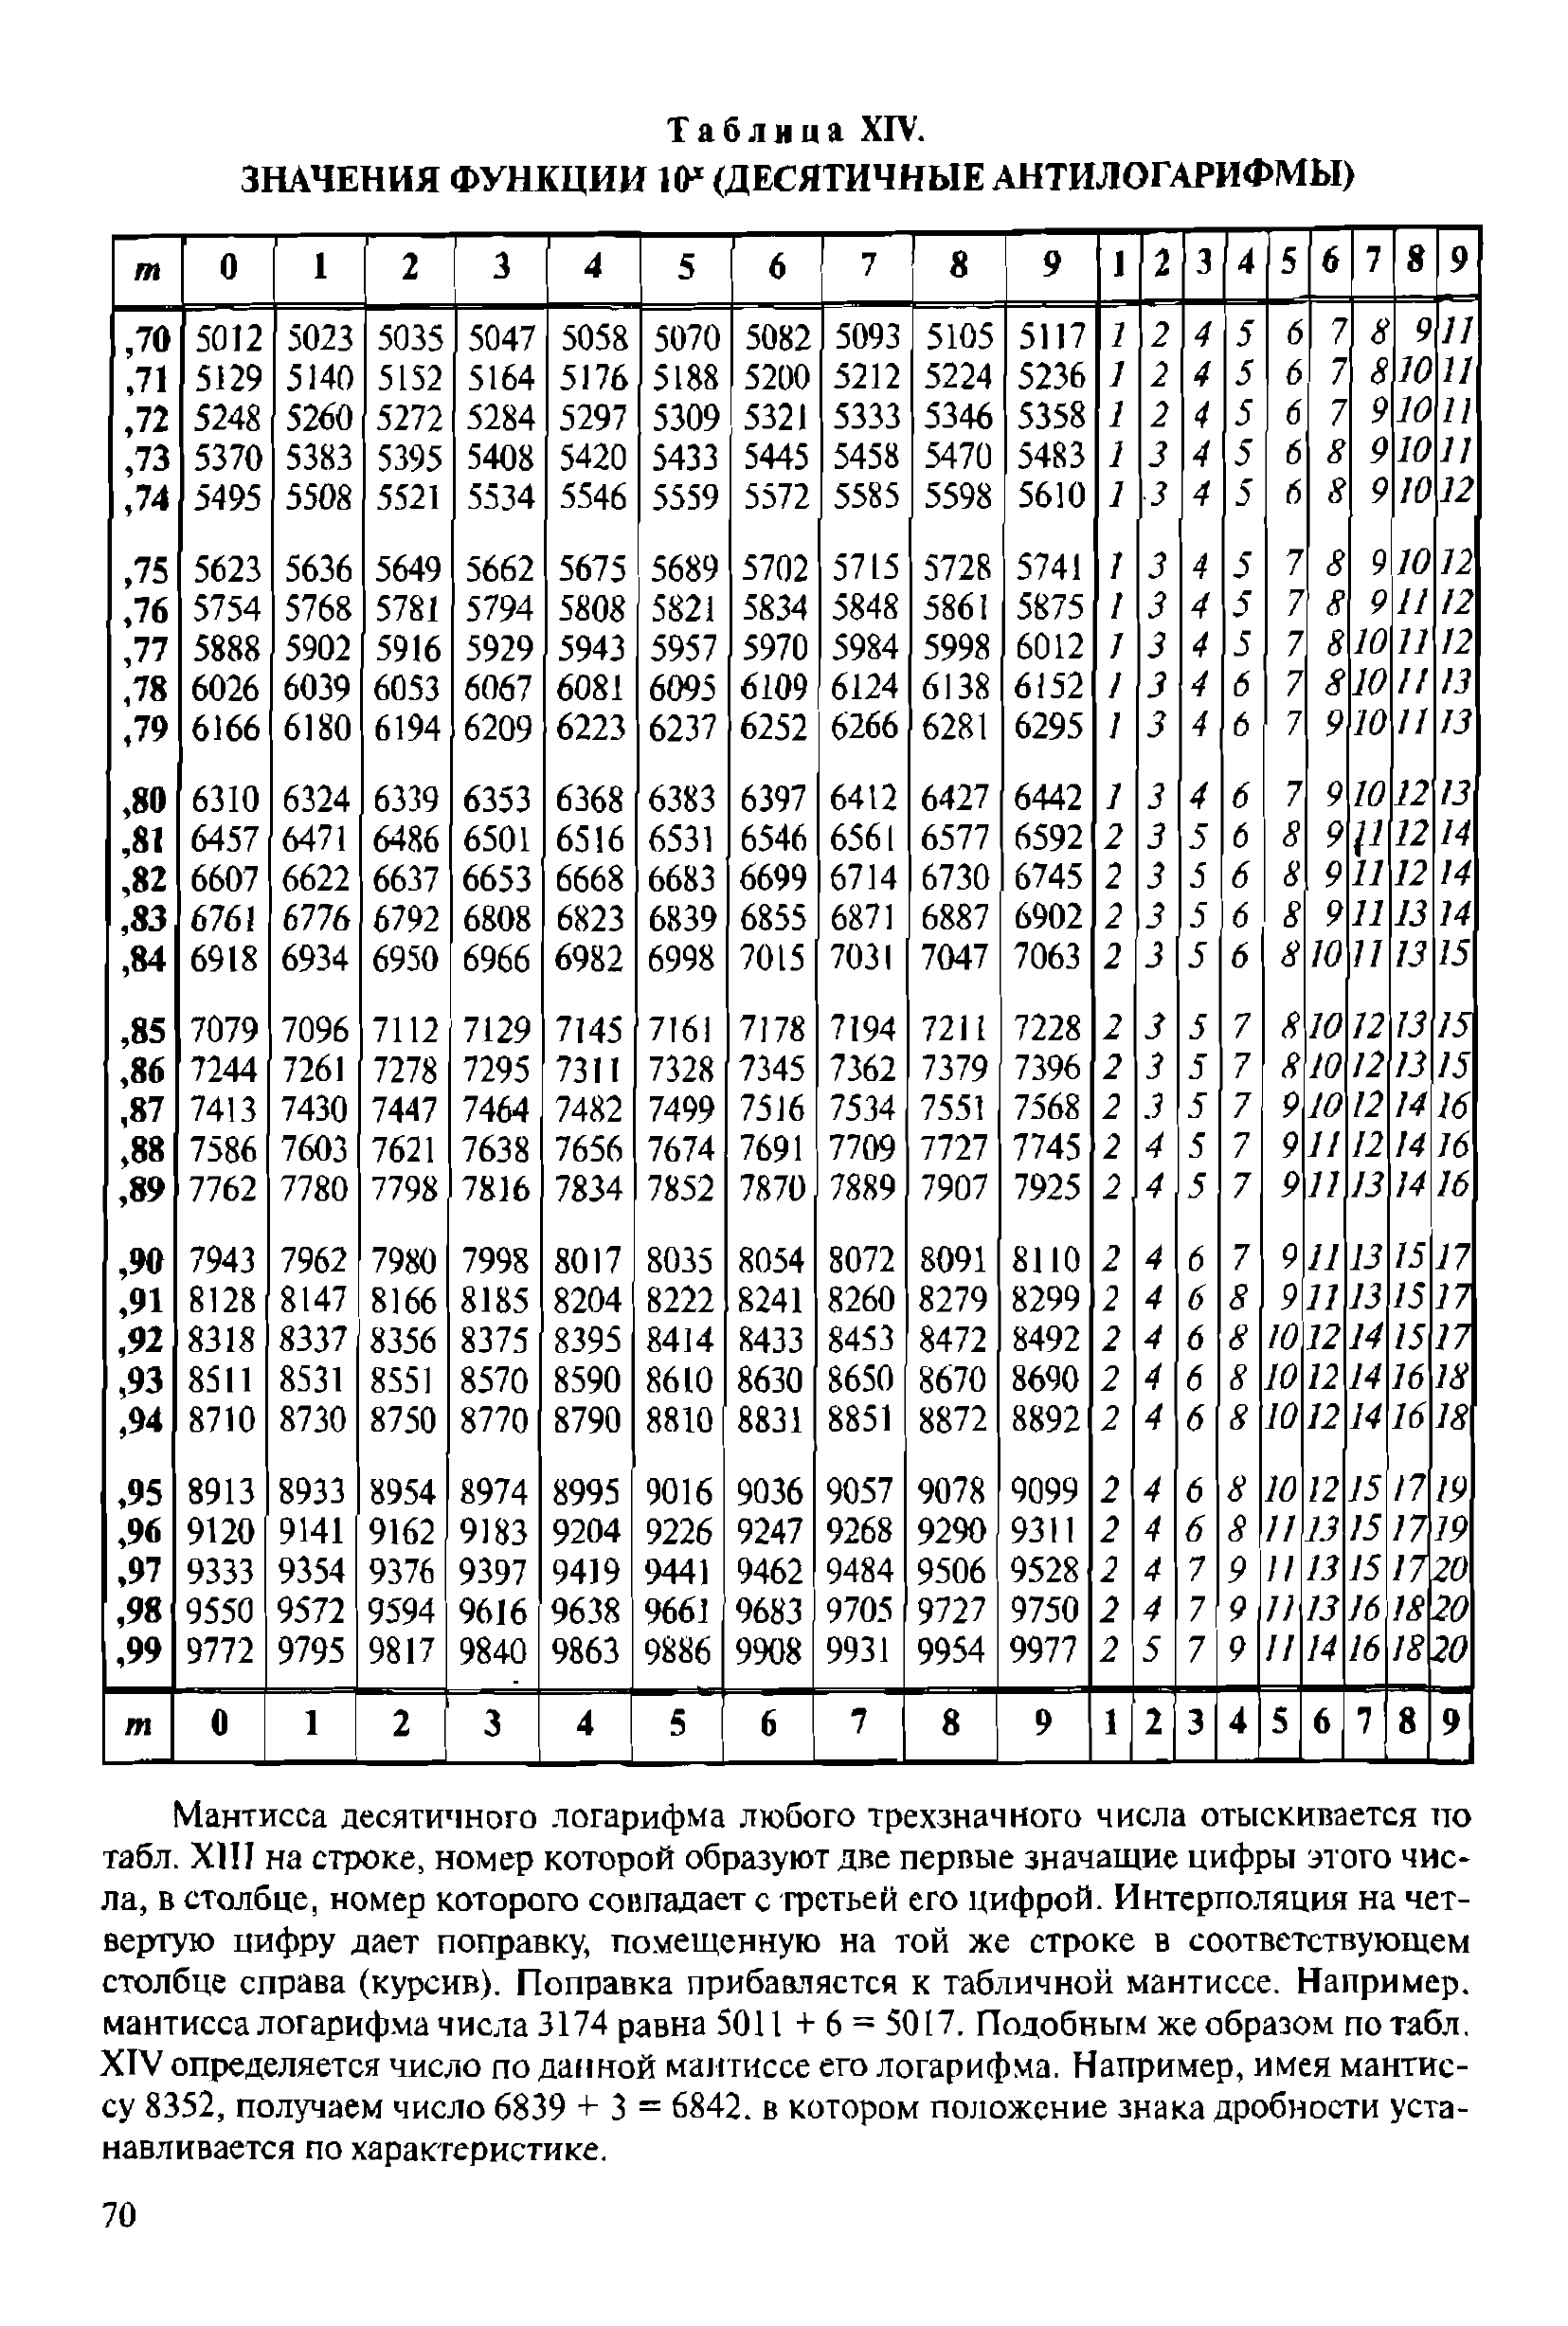 Таблица XIV.
ЗНАЧЕНИЯ ФУНКЦИИ 10ˣ (ДЕСЯТИЧНЫЕ АНТИЛОГАРИФМЫ)
m 0 1 2 3 4 5 6 7 8 9 1 2 3 4 5 6 7 8 9
,70 5012 5023 5035 5047 5058 5070 5082 5093 5105 5117 1 2 4 5 6 7 8 9 11
,71 5129 5140 5152 5164 5176 5188 5200 5212 5224 5236 1 2 4 5 6 7 8 10 11
,72 5248 5260 5272 5284 5297 5309 5321 5333 5346 5358 1 2 4 5 6 7 9 10 11
,73 5370 5383 5395 5408 5420 5433 5445 5458 5470 5483 1 3 4 5 6 8 9 10 11
,74 5495 5508 5521 5534 5546 5559 5572 5585 5598 5610 1 3 4 5 6 8 9 10 12
,75 5623 5636 5649 5662 5675 5689 5702 5715 5728 5741 1 3 4 5 7 8 9 10 12
,76 5754 5768 5781 5794 5808 5821 5834 5848 5861 5875 1 3 4 5 7 8 9 11 12
,77 5888 5902 5916 5929 5943 5957 5970 5984 5998 6012 1 3 4 5 7 8 10 11 12
,78 6026 6039 6053 6067 6081 6095 6109 6124 6138 6152 1 3 4 6 7 8 10 11 13
,79 6166 6180 6194 6209 6223 6237 6252 6266 6281 6295 1 3 4 6 7 9 10 11 13
,80 6310 6324 6339 6353 6368 6383 6397 6412 6427 6442 1 3 4 6 7 9 10 12 13
,81 6457 6471 6486 6501 6516 6531 6546 6561 6577 6592 2 3 5 6 8 9 11 12 14
,82 6607 6622 6637 6653 6668 6683 6699 6714 6730 6745 2 3 5 6 8 9 11 12 14
,83 6761 6776 6792 6808 6823 6839 6855 6871 6887 6902 2 3 5 6 8 9 11 13 14
,84 6918 6934 6950 6966 6982 6998 7015 7031 7047 7063 2 3 5 6 8 10 11 13 15
,85 7079 7096 7112 7129 7145 7161 7178 7194 7211 7228 2 3 5 7 8 10 12 13 15
,86 7244 7261 7278 7295 7311 7328 7345 7362 7379 7396 2 3 5 7 8 10 12 13 15
,87 7413 7430 7447 7464 7482 7499 7516 7534 7551 7568 2 3 5 7 9 10 12 14 16
,88 7586 7603 7621 7638 7656 7674 7691 7709 7727 7745 2 4 5 7 9 11 12 14 16
,89 7762 7780 7798 7816 7834 7852 7870 7889 7907 7925 2 4 5 7 9 11 13 14 16
,90 7943 7962 7980 7998 8017 8035 8054 8072 8091 8110 2 4 6 7 9 11 13 15 17
,91 8128 8147 8166 8185 8204 8222 8241 8260 8279 8299 2 4 6 8 9 11 13 15 17
,92 8318 8337 8356 8375 8395 8414 8433 8453 8472 8492 2 4 6 8 10 12 14 15 17
,93 8511 8531 8551 8570 8590 8610 8630 8650 8670 8690 2 4 6 8 10 12 14 16 18
,94 8710 8730 8750 8770 8790 8810 8831 8851 8872 8892 2 4 6 8 10 12 14 16 18
,95 8913 8933 8954 8974 8995 9016 9036 9057 9078 9099 2 4 6 8 10 12 15 17 19
,96 9120 9141 9162 9183 9204 9226 9247 9268 9290 9311 2 4 6 8 11 13 15 17 19
,97 9333 9354 9376 9397 9419 9441 9462 9484 9506 9528 2 4 7 9 11 13 15 17 20
,98 9550 9572 9594 9616 9638 9661 9683 9705 9727 9750 2 4 7 9 11 13 16 18 20
,99 9772 9795 9817 9840 9863 9886 9908 9931 9954 9977 2 5 7 9 11 14 16 18 20
m 0 1 2 3 4 5 6 7 8 9 1 2 3 4 5 6 7 8 9
Мантисса десятичного логарифма любого трехзначного числа отыскивается по
табл. XIII на строке, номер которой образуют две первые значащие цифры этого чис-
ла, в столбце, номер которого совпадает с третьей его цифрой. Интерполяция на чет-
вертую цифру дает поправку, помещенную на той же строке в соответствующем
столбце справа (курсив). Поправка прибавляется к табличной мантиссе. Например.
мантисса логарифма числа 3174 равна 5011 + 6 = 5017. Подобным же образом по табл.
XIV определяется число по данной мантиссе его логарифма. Например, имея мантис-
су 8352, получаем число 6839 + 3 = 6842. в котором положение знака дробности уста-
навливается по характеристике.
70